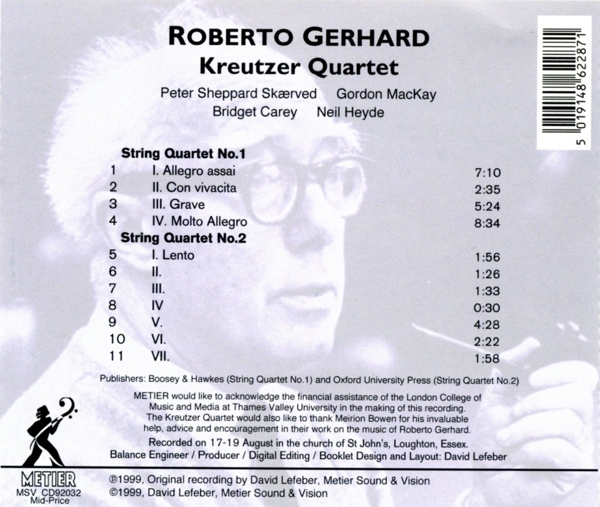 ROBERTO GERHARD
Kreutzer Quartet
Peter Sheppard Skærved Gordon MacKay
Bridget Carey Neil Heyde
5 019148 622871
String Quartet No.1
1 I. Allegro assai 7:10
2 II. Con vivacita 2:35
3 III. Grave 5:24
4 IV. Molto Allegro 8:34
String Quartet No.2
5 I. Lento 1:56
6 II. 1:26
7 III. 1:33
8 IV 0:30
9 V. 4:28
10 VI. 2:22
11 VII. 1:58
Publishers: Boosey & Hawkes (String Quartet No.1) and Oxford University Press (String Quartet No.2)
METIER would like to acknowledge the financial assistance of the London College of
Music and Media at Thames Valley University in the making of this recording.
The Kreutzer Quartet would also like to thank Meirion Bowen for his invaluable
help, advice and encouragement in their work on the music of Roberto Gerhard.
Recorded on 17-19 August in the church of St John's, Loughton, Essex.
Balance Engineer / Producer / Digital Editing / Booklet Design and Layout: David Lefeber
METIER
MSV CD92032
Mid-Price
℗1999, Original recording by David Lefeber, Metier Sound & Vision
©1999, David Lefeber, Metier Sound & Vision